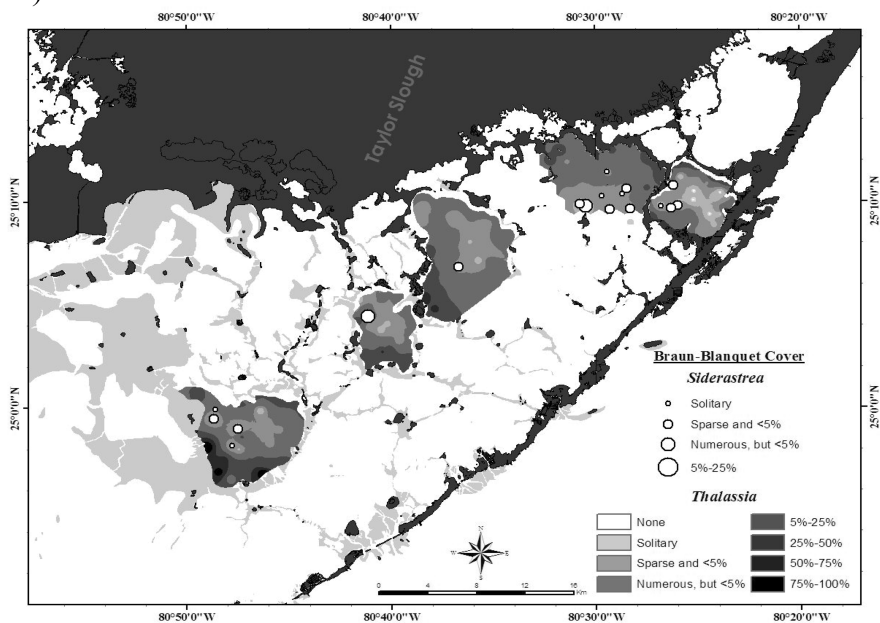 80°50'0"W 80°40'0"W 80°30'0"W 80°20'0"W
Taylor Slough
25°10'0"N 25°10'0"N
25°0'0"N 25°0'0"N
Braun-Blanquet Cover
Siderastrea
Solitary
Sparse and <5%
Numerous, but <5%
5%-25%
Thalassia
None 5%-25%
Solitary 25%-50%
Sparse and <5% 50%-75%
Numerous, but <5% 75%-100%
N
W E
S
0 4 8 12 16
Km
80°50'0"W 80°40'0"W 80°30'0"W 80°20'0"W